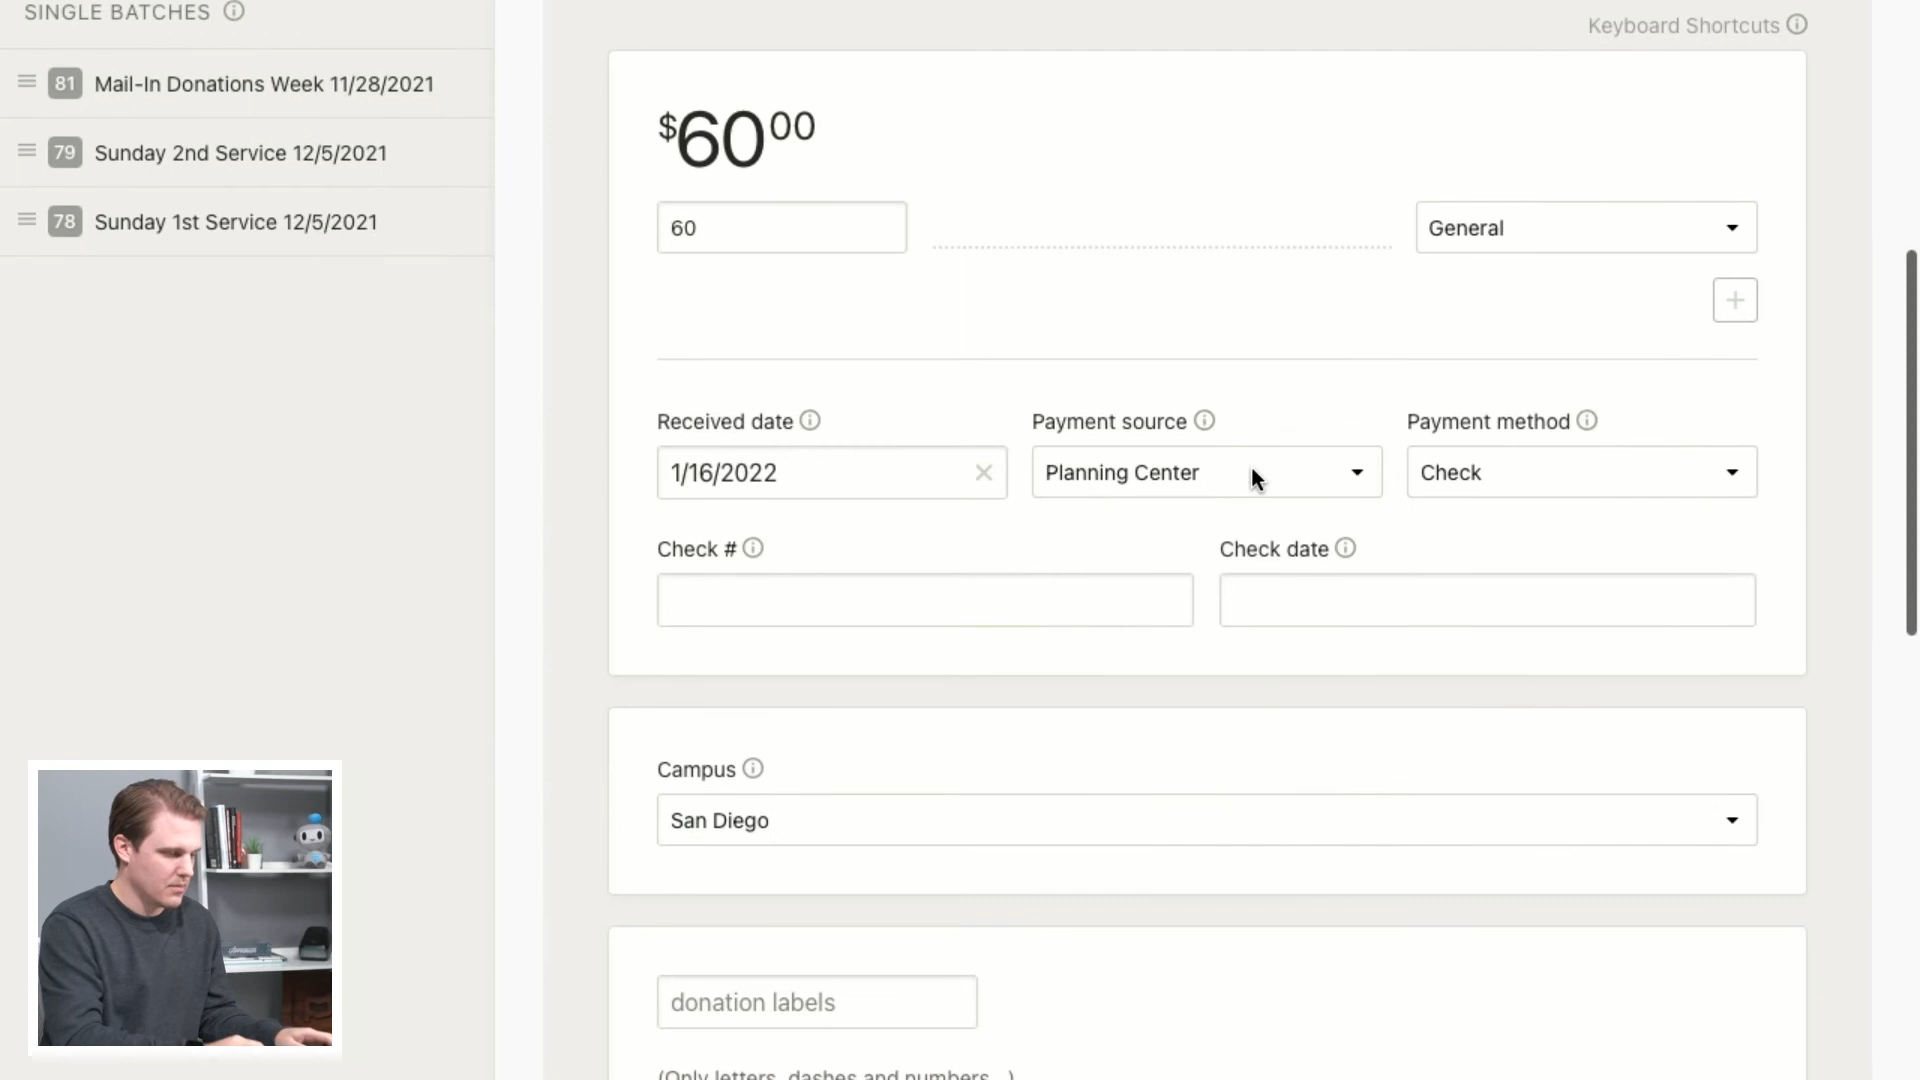 SINGLE BATCHES
81 Mail-In Donations Week 11/28/2021
79 Sunday 2nd Service 12/5/2021
78 Sunday 1st Service 12/5/2021
Keyboard Shortcuts
$60 00
60
General
+
Received date
Payment source
Payment method
1/16/2022
Planning Center
Check
Check #
Check date
Campus
San Diego
donation labels
(Only letters, dashes and numbers...)